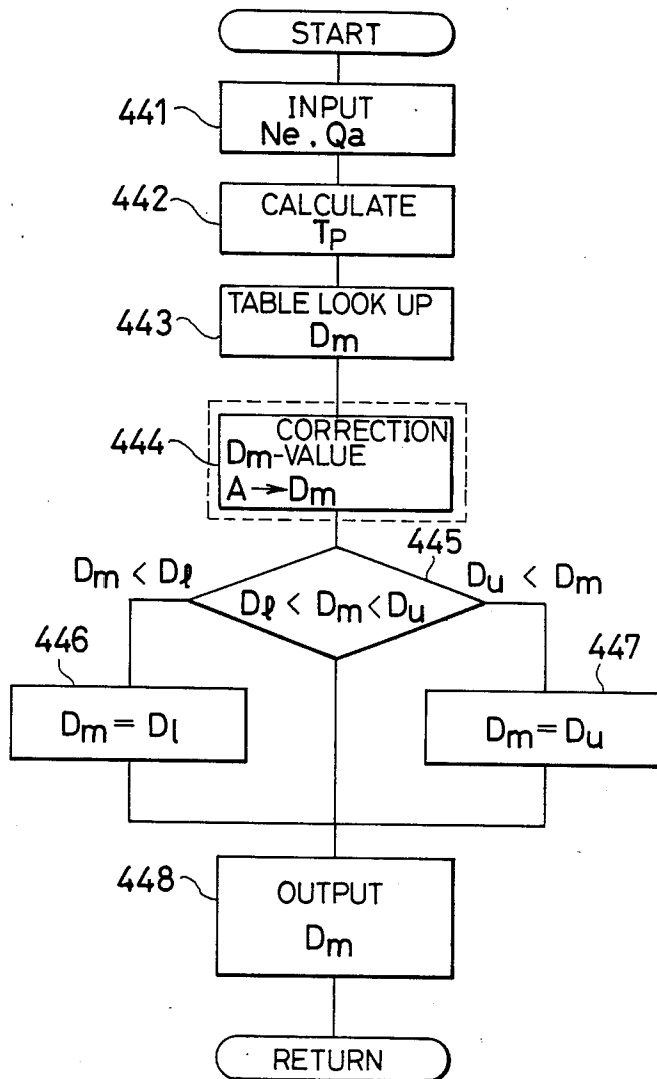 START
441
INPUT
Ne . Qa
442
CALCULATE
TP
443
TABLE LOOK UP
Dm
444
CORRECTION
Dm-VALUE
A → Dm
445
Dm < Dℓ
Dℓ < Dm < Du
Du < Dm
446
Dm = Dl
447
Dm = Du
448
OUTPUT
Dm
RETURN